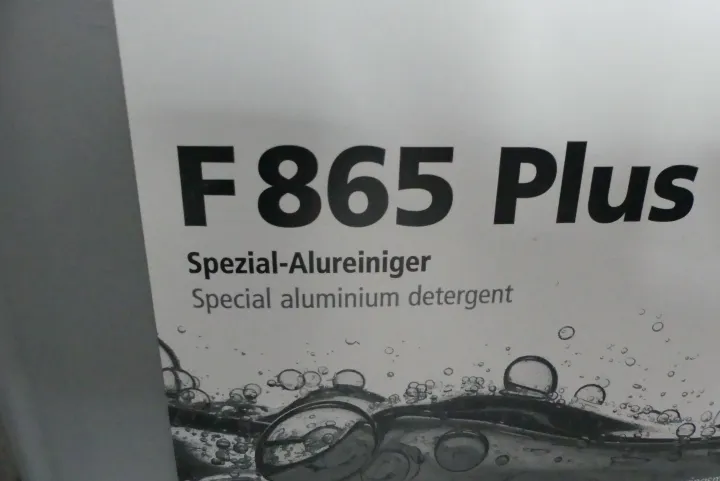 F 865 Plus
Spezial-Alureiniger
Special aluminium detergent